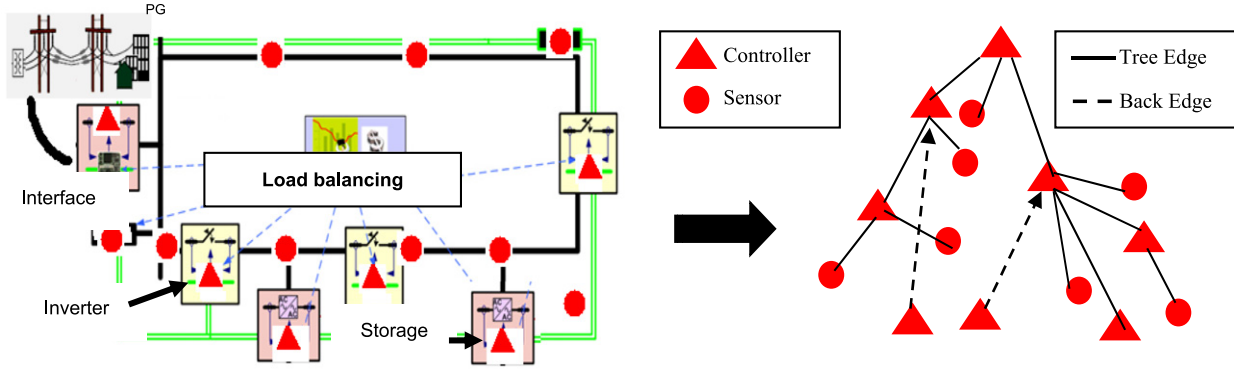 PG
Load balancing
Interface
Inverter
Storage
Controller
Sensor
Tree Edge
Back Edge